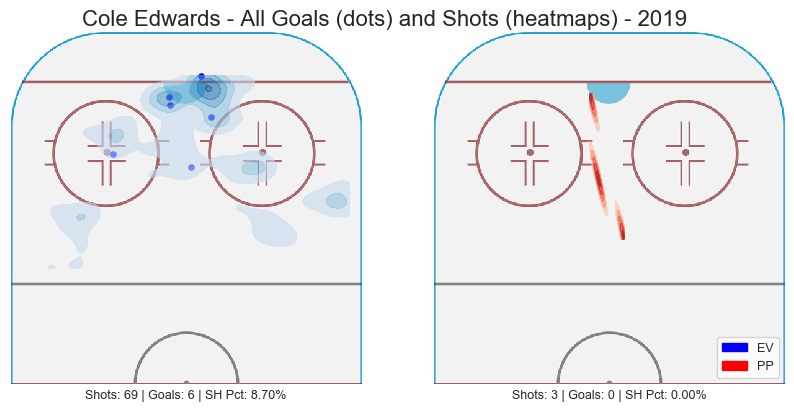 Cole Edwards - All Goals (dots) and Shots (heatmaps) - 2019
EV
PP
Shots: 69 | Goals: 6 | SH Pct: 8.70%
Shots: 3 | Goals: 0 | SH Pct: 0.00%